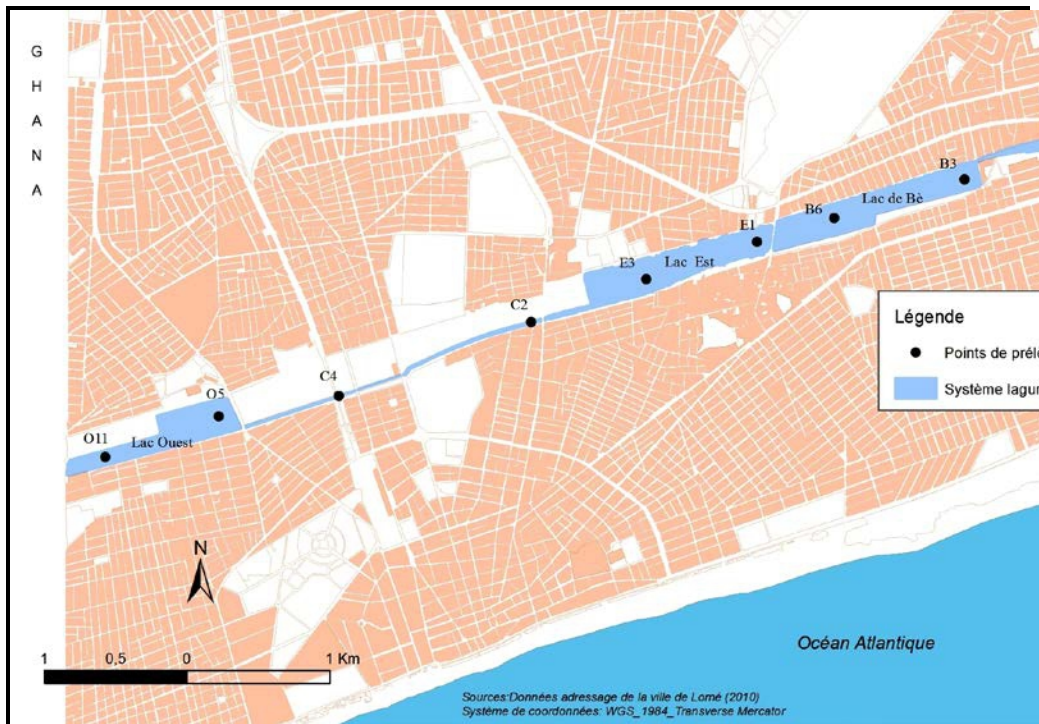 G
H
A
N
A
B3
Lac de Bè
B6
E1
Lac Est
E3
C2
C4
O5
O11
Lac Ouest
Légende
Points de prélè
Système lagun
N
1 0,5 0 1 Km
Océan Atlantique
Sources:Données adressage de la ville de Lomé (2010)
Système de coordonnées: WGS_1984_Transverse Mercator